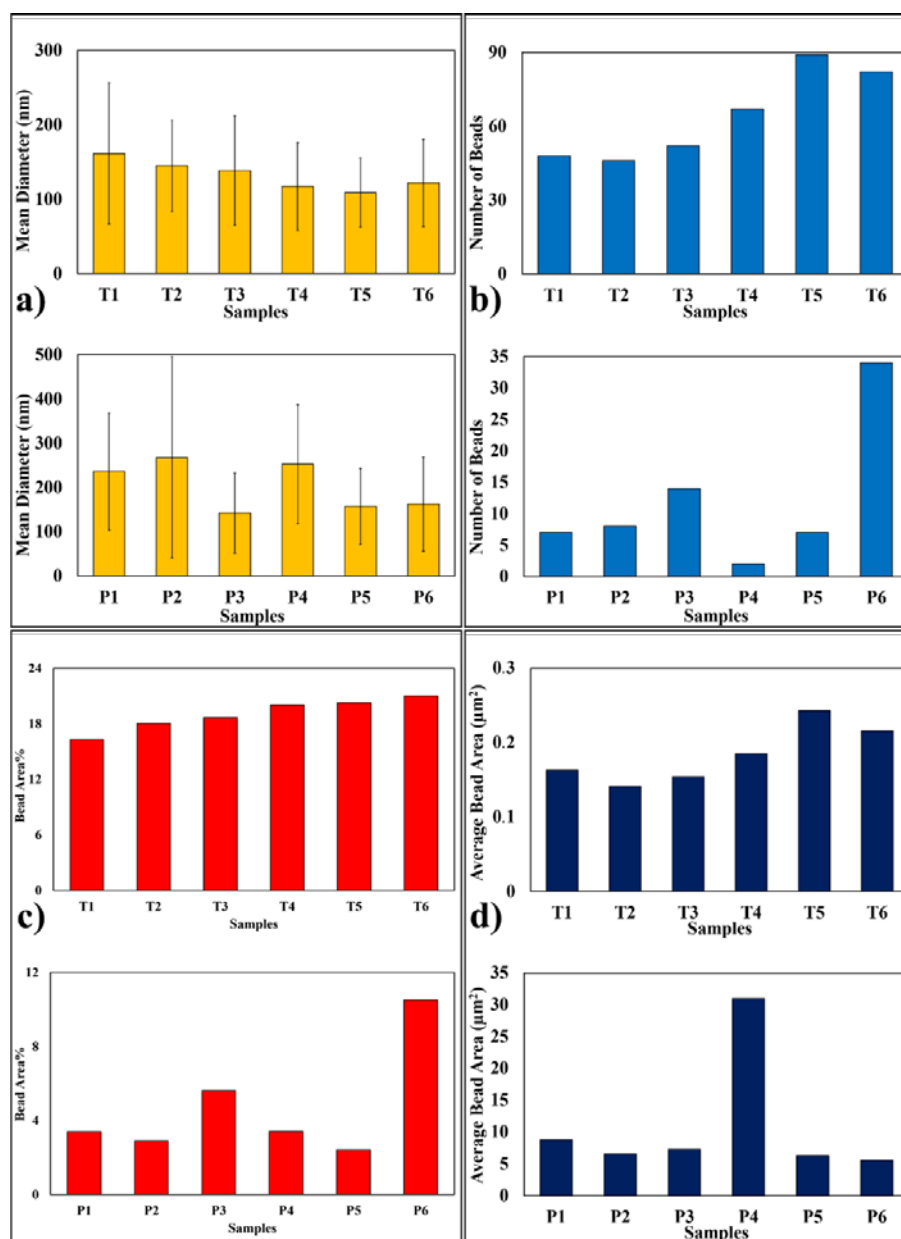 300
200
100
0
Mean Diameter (nm)
T1 T2 T3 T4 T5 T6
Samples
a)
90
60
30
0
Number of Beads
T1 T2 T3 T4 T5 T6
Samples
b)
500
400
300
200
100
0
Mean Diameter (nm)
P1 P2 P3 P4 P5 P6
Samples
35
30
25
20
15
10
5
0
Number of Beads
P1 P2 P3 P4 P5 P6
Samples
24
18
12
6
0
Bead Area%
T1 T2 T3 T4 T5 T6
Samples
c)
0.3
0.2
0.1
0
Average Bead Area (µm²)
T1 T2 T3 T4 T5 T6
Samples
d)
12
8
4
0
Bead Area%
P1 P2 P3 P4 P5 P6
Samples
35
30
25
20
15
10
5
0
Average Bead Area (µm²)
P1 P2 P3 P4 P5 P6
Samples